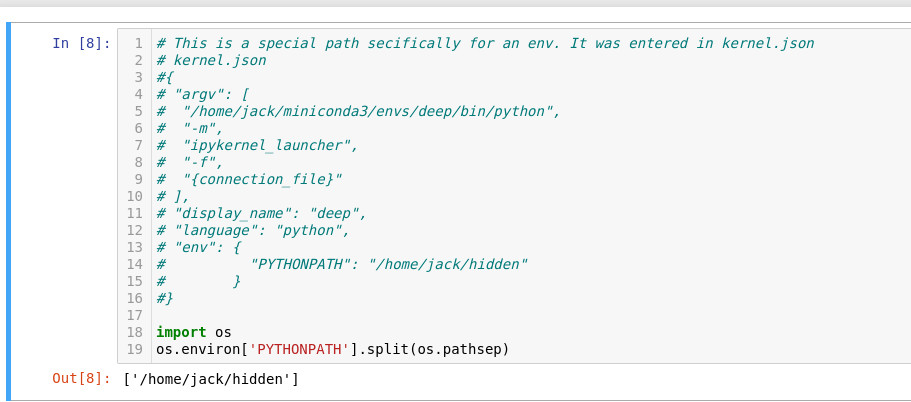 In [8]:
1 # This is a special path secifically for an env. It was entered in kernel.json
2 # kernel.json
3 #{
4 # "argv": [
5 #  "/home/jack/miniconda3/envs/deep/bin/python",
6 #  "-m",
7 #  "ipykernel_launcher",
8 #  "-f",
9 #  "{connection_file}"
10 # ],
11 # "display_name": "deep",
12 # "language": "python",
13 # "env": {
14 #          "PYTHONPATH": "/home/jack/hidden"
15 #        }
16 #}
17
18 import os
19 os.environ['PYTHONPATH'].split(os.pathsep)
Out[8]: ['/home/jack/hidden']